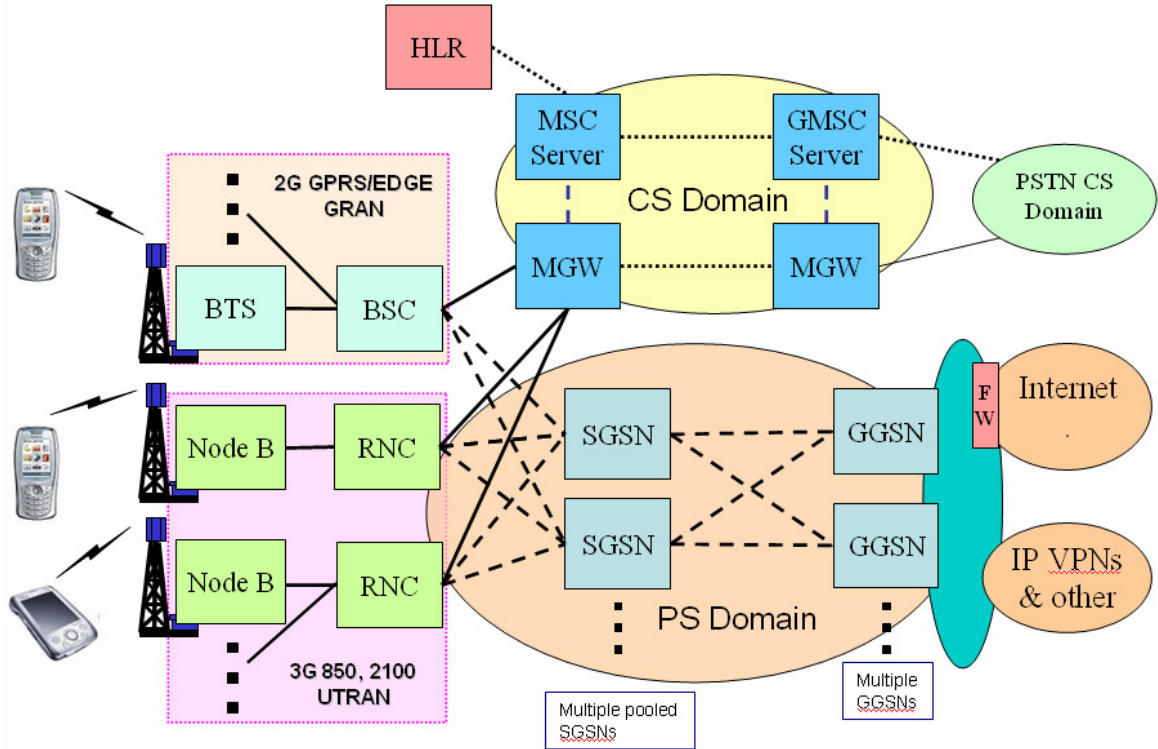 HLR
MSC
Server
GMSC
Server
2G GPRS/EDGE
GRAN
CS Domain
PSTN CS
Domain
BTS
BSC
MGW
MGW
Node B
RNC
SGSN
GGSN
F
W
Internet
.
Node B
RNC
SGSN
GGSN
IP VPNs
& other
PS Domain
3G 850, 2100
UTRAN
Multiple pooled
SGSNs
Multiple
GGSNs